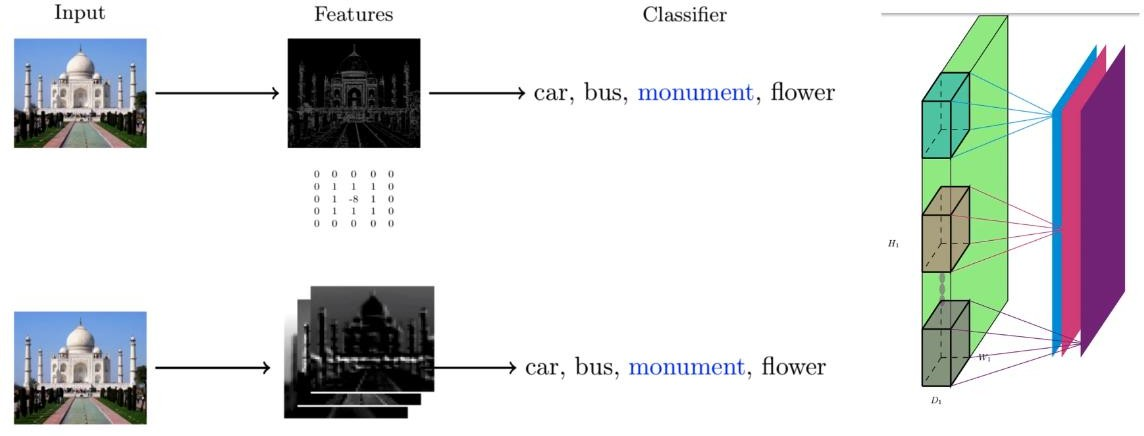 Input Features Classifier
car, bus, monument, flower
0 0 0 0 0
0 1 1 1 0
0 1 -8 1 0
0 1 1 1 0
0 0 0 0 0
H₁
W₁
car, bus, monument, flower
D₁